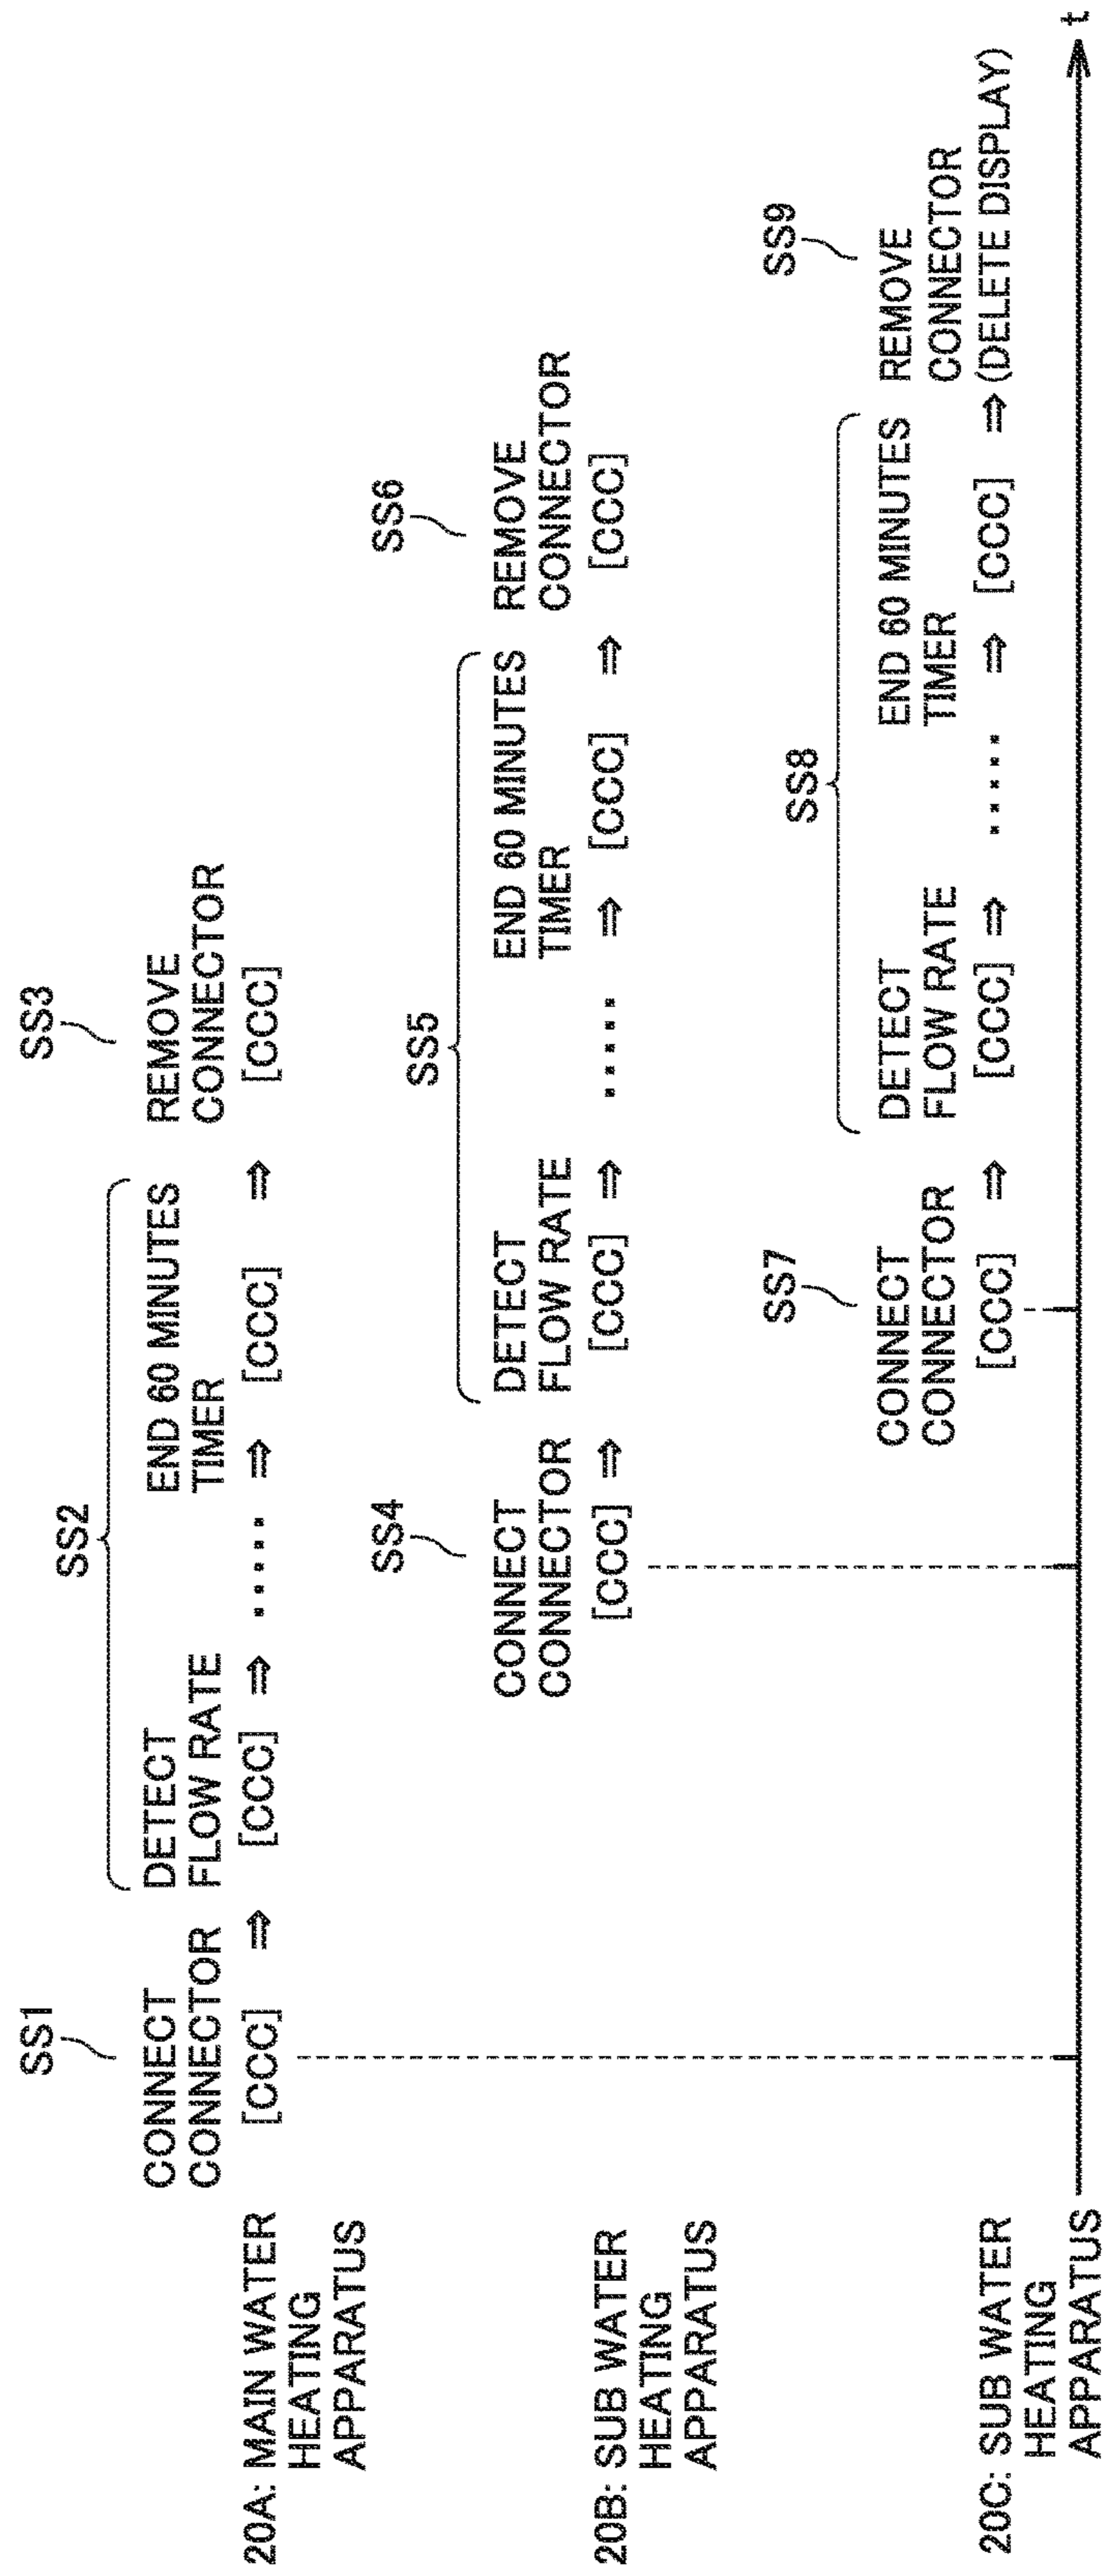 SS1
CONNECT
CONNECTOR
[CCC]
⇒
SS2
DETECT
FLOW RATE
[CCC]
⇒
.....
⇒
END 60 MINUTES
TIMER
[CCC]
⇒
SS3
REMOVE
CONNECTOR
[CCC]
20A: MAIN WATER
HEATING
APPARATUS
SS4
CONNECT
CONNECTOR
[CCC]
⇒
SS5
DETECT
FLOW RATE
[CCC]
⇒
.....
⇒
END 60 MINUTES
TIMER
[CCC]
⇒
SS6
REMOVE
CONNECTOR
[CCC]
20B: SUB WATER
HEATING
APPARATUS
SS7
CONNECT
CONNECTOR
[CCC]
⇒
SS8
DETECT
FLOW RATE
[CCC]
⇒
.....
⇒
END 60 MINUTES
TIMER
[CCC]
⇒
SS9
REMOVE
CONNECTOR
(DELETE DISPLAY)
20C: SUB WATER
HEATING
APPARATUS
t